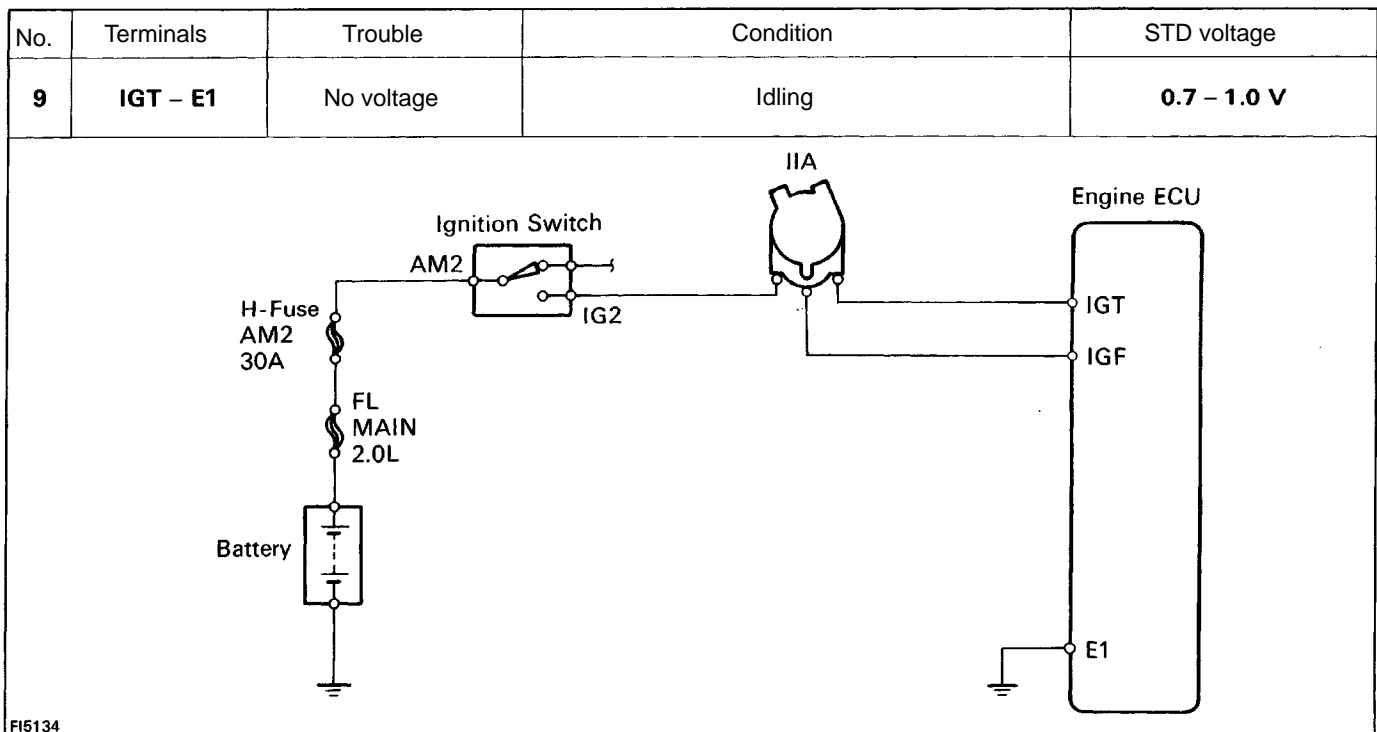 No. Terminals Trouble Condition STD voltage
9 IGT – E1 No voltage Idling 0.7 – 1.0 V
IIA
Engine ECU
Ignition Switch
AM2
H-Fuse
AM2
30A
IG2
IGT
IGF
FL
MAIN
2.0L
Battery
E1
FI5134